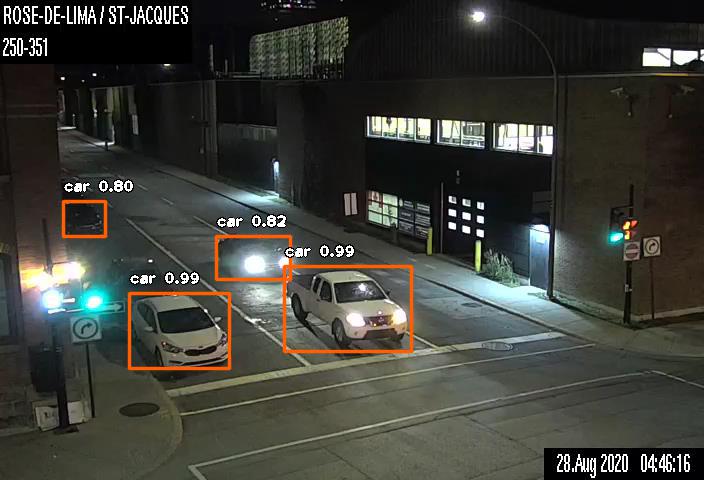 ROSE-DE-LIMA / ST-JACQUES
250-351
car 0.80
car 0.82
car 0.99
car 0.99
28.Aug 2020 04:46:16